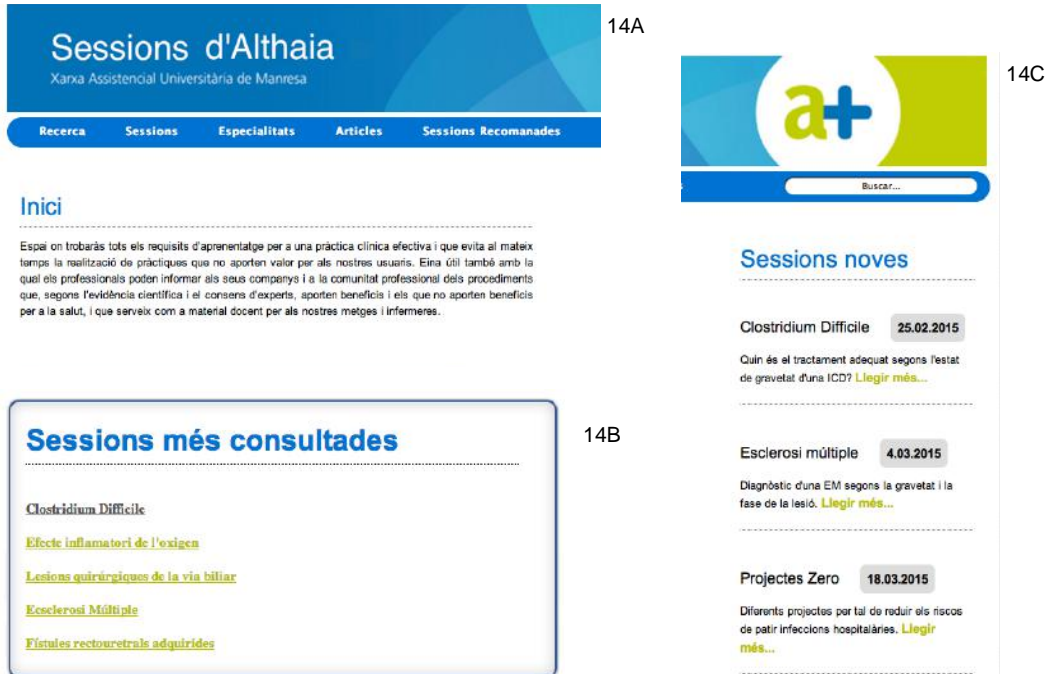 14A
Sessions d'Althaia
Xarxa Assistencial Universitària de Manresa
Recerca Sessions Especialitats Articles Sessions Recomanades
Inici
Espai on trobaràs tots els requisits d'aprenentatge per a una pràctica clínica efectiva i que evita al mateix
temps la realització de pràctiques que no aporten valor per als nostres usuaris. Eina útil també amb la
qual els professionals poden informar als seus companys i a la comunitat professional dels procediments
que, segons l'evidència científica i el consens d'experts, aporten beneficis i els que no aporten beneficis
per a la salut, i que serveix com a material docent per als nostres metges i infermeres.
14B
Sessions més consultades
Clostridium Difficile
Efecte inflamatori de l'oxigen
Lesions quirúrgiques de la via biliar
Ecsclerosi Múltiple
Fístules rectouretrals adquirides
14C
a+
Buscar...
Sessions noves
Clostridium Difficile 25.02.2015
Quin és el tractament adequat segons l'estat
de gravetat d'una ICD? Llegir més...
Esclerosi múltiple 4.03.2015
Diagnòstic d'una EM segons la gravetat i la
fase de la lesió. Llegir més...
Projectes Zero 18.03.2015
Diferents projectes per tal de reduir els riscos
de patir infeccions hospitalàries. Llegir
més...